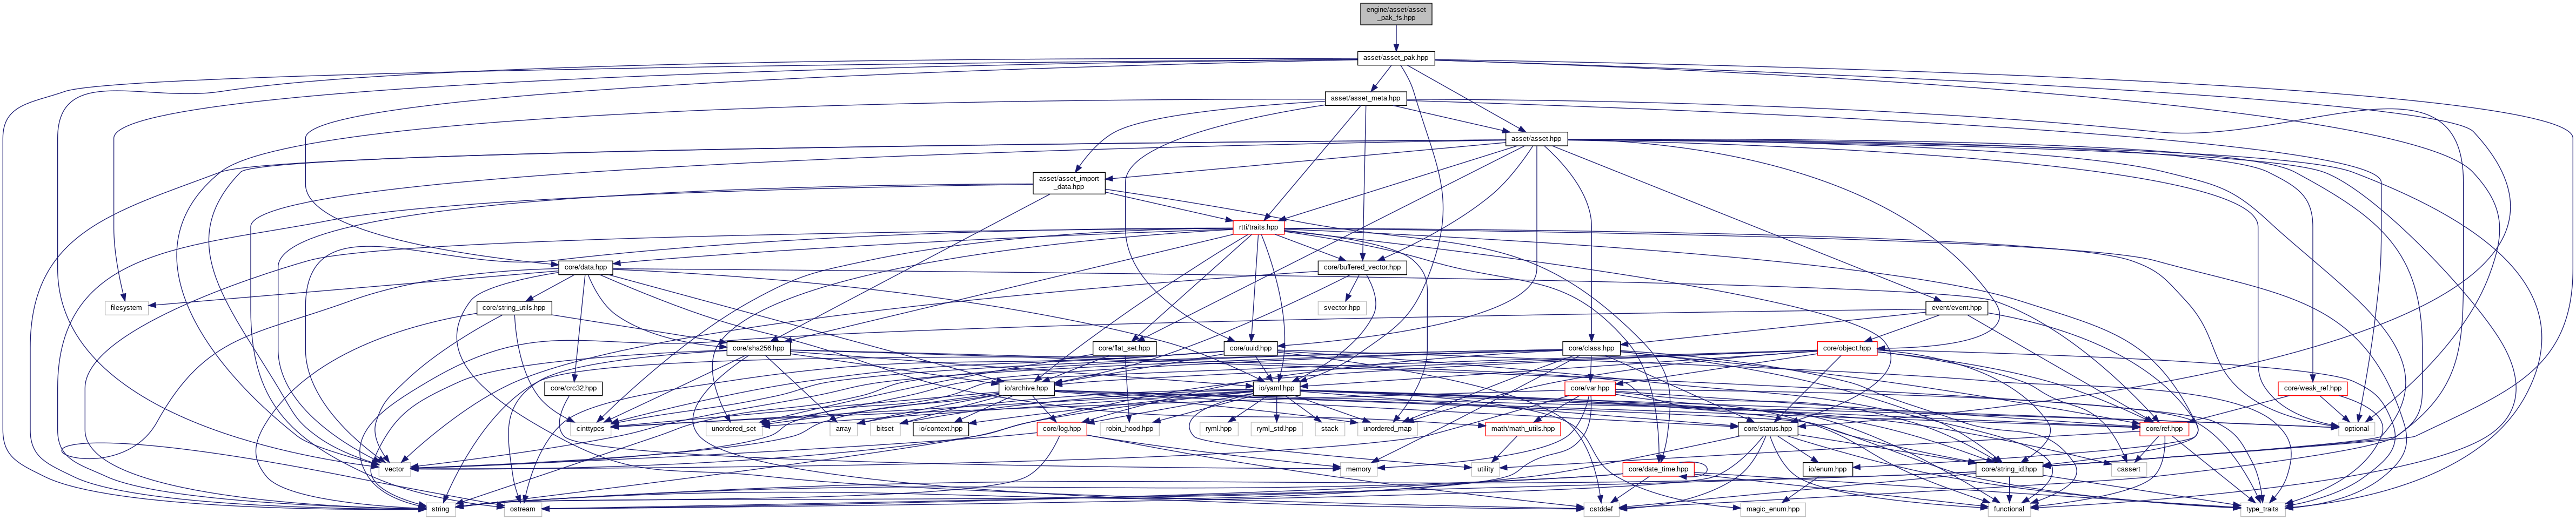 engine/asset/asset
_pak_fs.hpp
asset/asset_pak.hpp
asset/asset_meta.hpp
asset/asset.hpp
asset/asset_import
_data.hpp
rtti/traits.hpp
core/data.hpp
core/buffered_vector.hpp
filesystem
core/string_utils.hpp
svector.hpp
event/event.hpp
core/sha256.hpp
core/flat_set.hpp
core/uuid.hpp
core/class.hpp
core/object.hpp
core/crc32.hpp
io/archive.hpp
io/yaml.hpp
core/var.hpp
core/weak_ref.hpp
cinttypes
unordered_set
array
bitset
io/context.hpp
core/log.hpp
robin_hood.hpp
ryml.hpp
ryml_std.hpp
stack
unordered_map
math/math_utils.hpp
core/status.hpp
core/ref.hpp
optional
vector
memory
utility
core/date_time.hpp
io/enum.hpp
core/string_id.hpp
cassert
string
ostream
cstddef
magic_enum.hpp
functional
type_traits